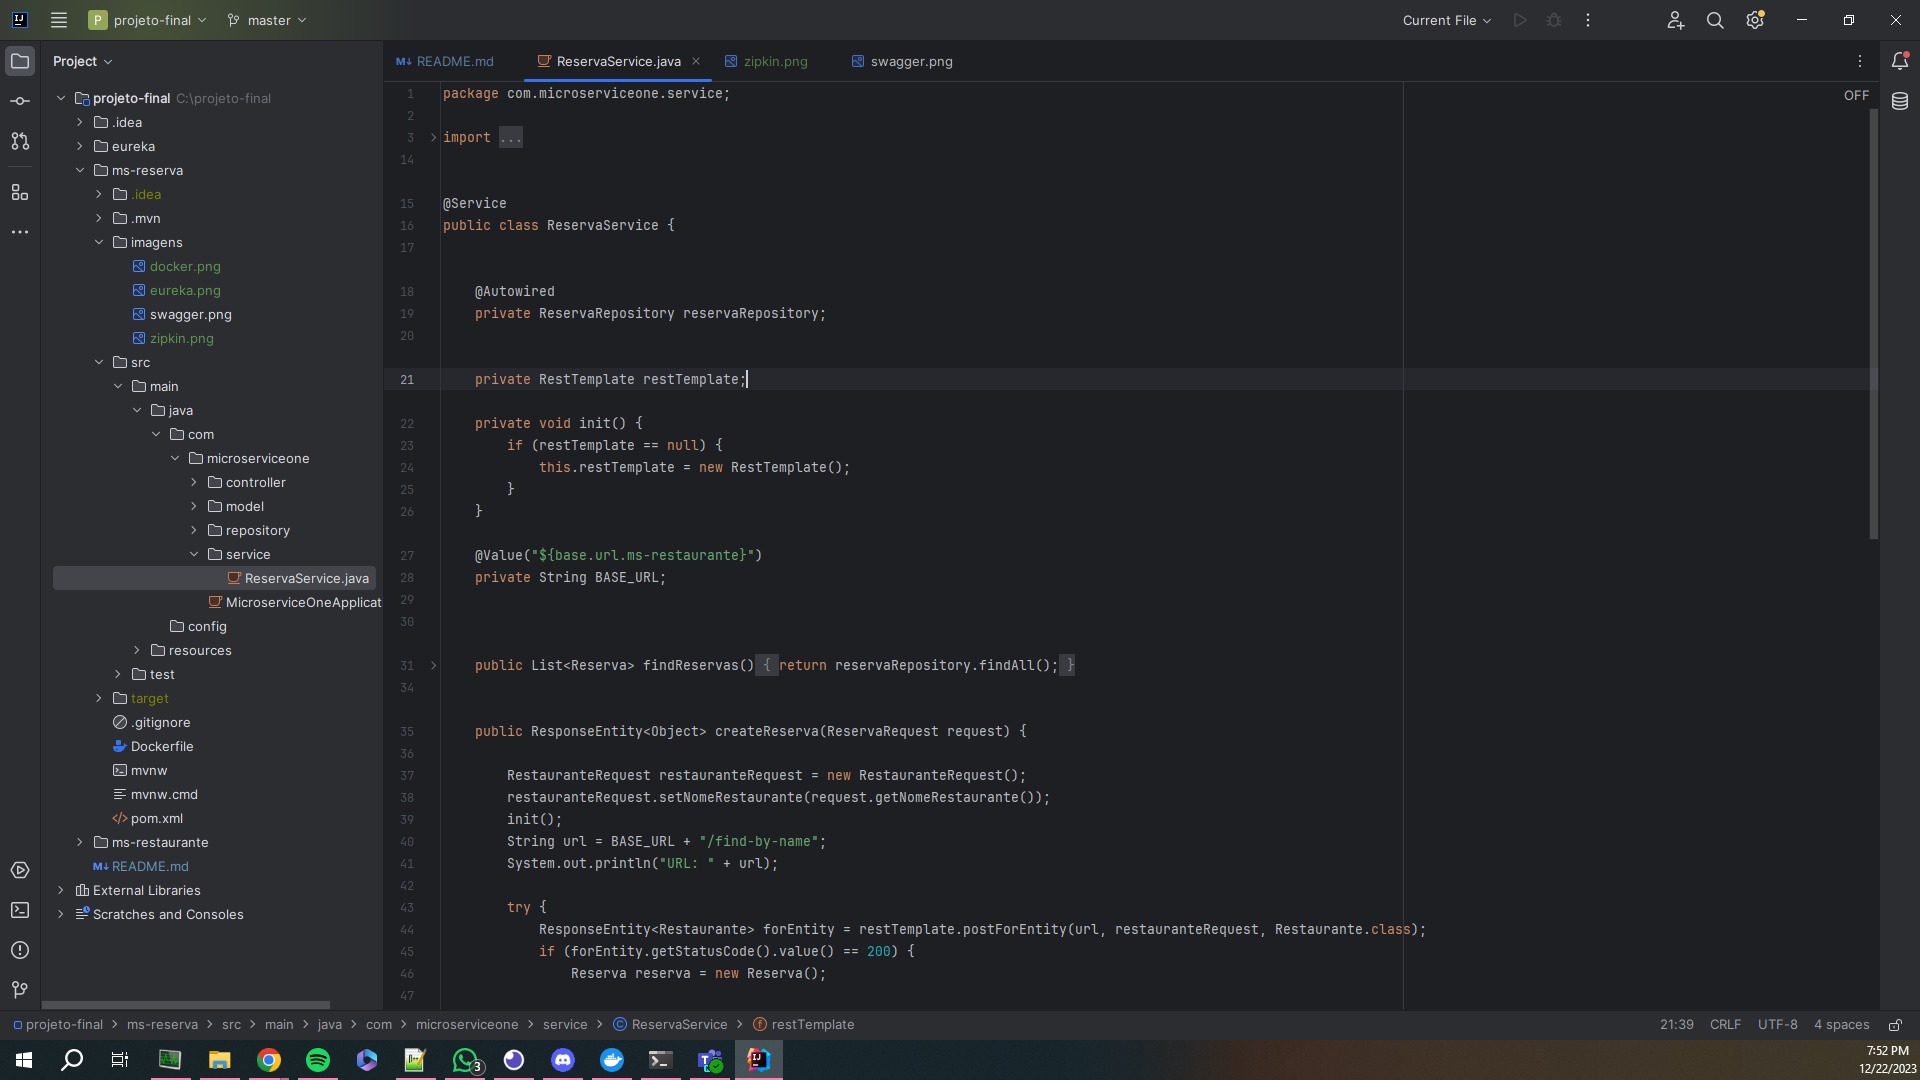 P projeto-final master Current File
Project
projeto-final C:\projeto-final
.idea
eureka
ms-reserva
.idea
.mvn
imagens
docker.png
eureka.png
swagger.png
zipkin.png
src
main
java
com
microserviceone
controller
model
repository
service
ReservaService.java
MicroserviceOneApplicat
config
resources
test
target
.gitignore
Dockerfile
mvnw
mvnw.cmd
pom.xml
ms-restaurante
README.md
External Libraries
Scratches and Consoles
README.md ReservaService.java zipkin.png swagger.png
OFF
1 package com.microserviceone.service;
2
3 import ...
14
15 @Service
16 public class ReservaService {
17
18 @Autowired
19 private ReservaRepository reservaRepository;
20
21 private RestTemplate restTemplate;
22 private void init() {
23 if (restTemplate == null) {
24 this.restTemplate = new RestTemplate();
25 }
26 }
27 @Value("${base.url.ms-restaurante}")
28 private String BASE_URL;
29
30
31 public List<Reserva> findReservas() { return reservaRepository.findAll(); }
34
35 public ResponseEntity<Object> createReserva(ReservaRequest request) {
36
37 RestauranteRequest restauranteRequest = new RestauranteRequest();
38 restauranteRequest.setNomeRestaurante(request.getNomeRestaurante());
39 init();
40 String url = BASE_URL + "/find-by-name";
41 System.out.println("URL: " + url);
42
43 try {
44 ResponseEntity<Restaurante> forEntity = restTemplate.postForEntity(url, restauranteRequest, Restaurante.class);
45 if (forEntity.getStatusCode().value() == 200) {
46 Reserva reserva = new Reserva();
47
projeto-final > ms-reserva > src > main > java > com > microserviceone > service > ReservaService > restTemplate 21:39 CRLF UTF-8 4 spaces
3
7:52 PM
12/22/2023